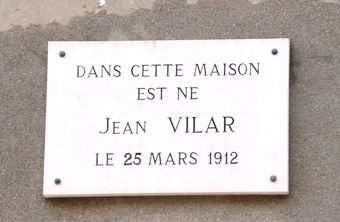 DANS CETTE MAISON
EST NE
JEAN VILAR
LE 25 MARS 1912